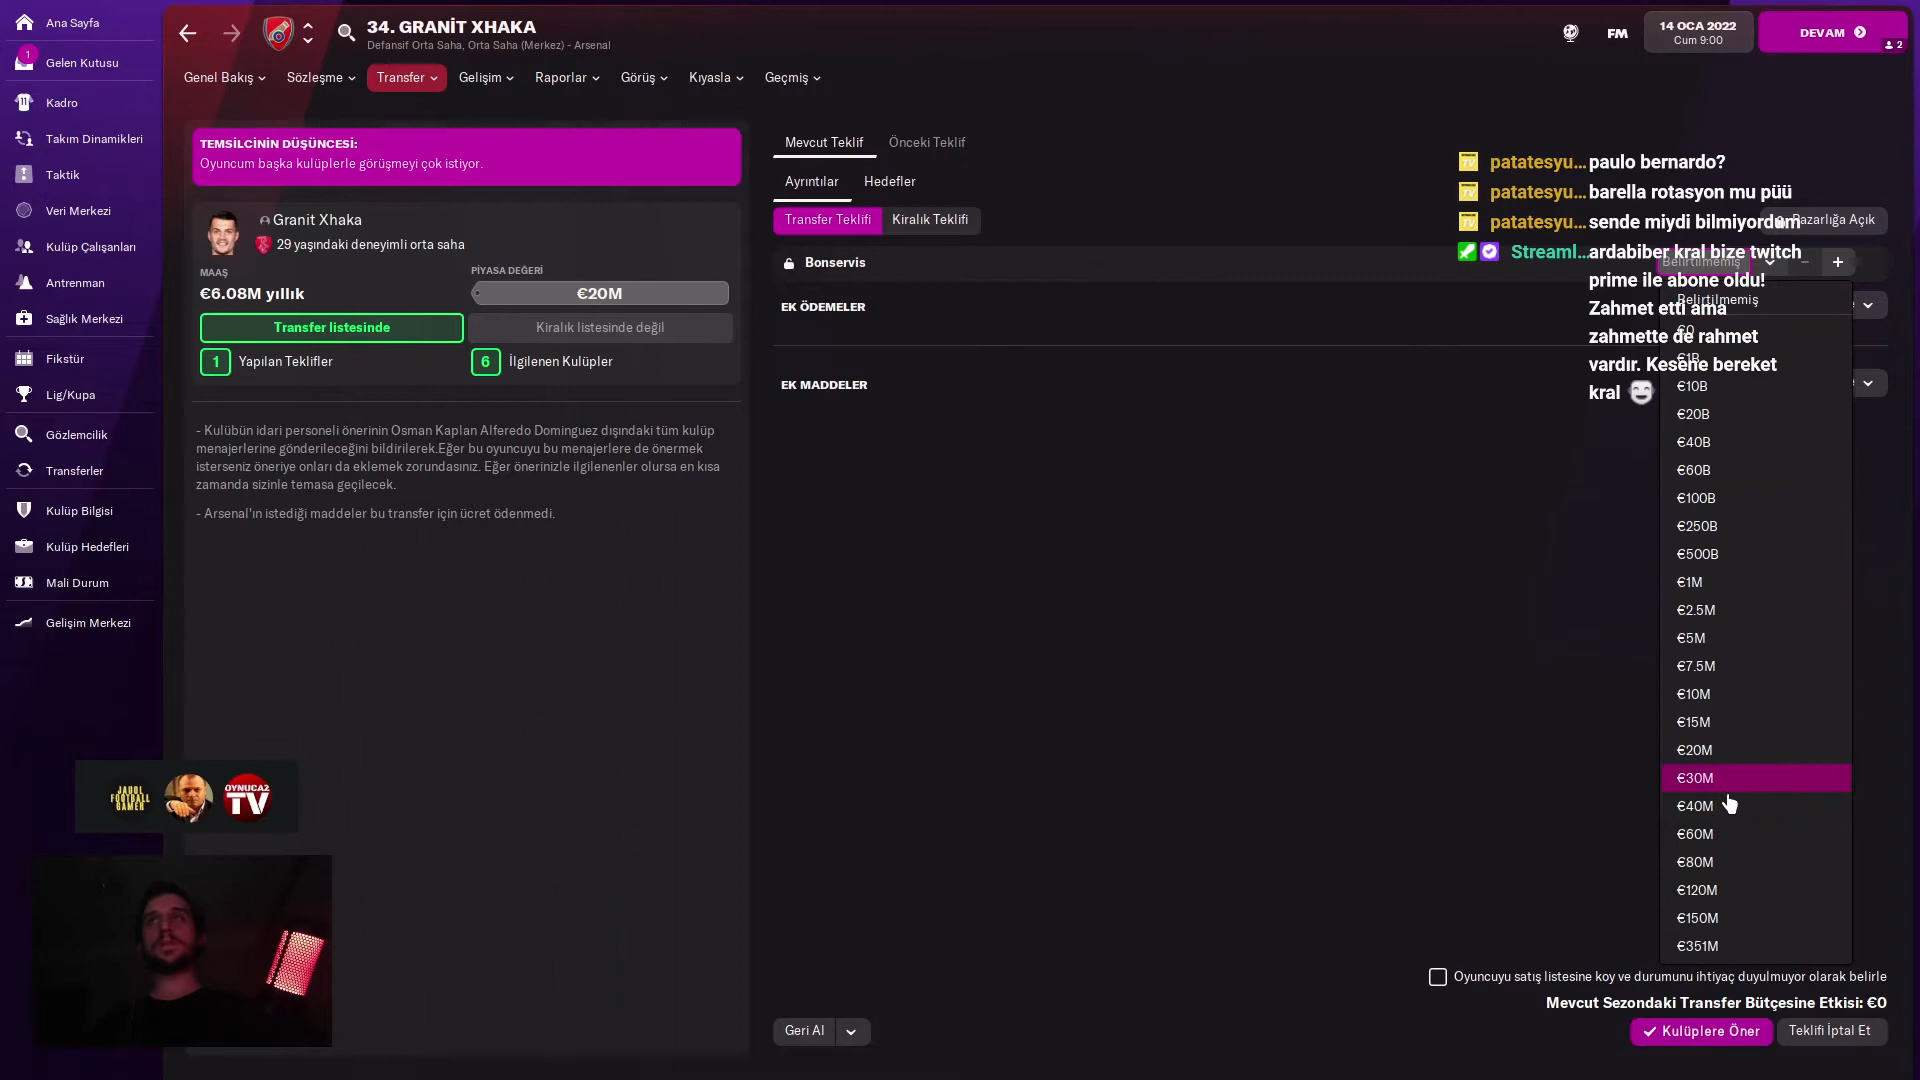 Ana Sayfa
1
Gelen Kutusu
Kadro
Takım Dinamikleri
Taktik
Veri Merkezi
Kulüp Çalışanları
Antrenman
Sağlık Merkezi
Fikstür
Lig/Kupa
Gözlemcilik
Transferler
Kulüp Bilgisi
Kulüp Hedefleri
Mali Durum
Gelişim Merkezi
34. GRANİT XHAKA
Defansif Orta Saha, Orta Saha (Merkez) - Arsenal
FM
14 OCA 2022
Cum 9:00
DEVAM
2
Genel Bakış
Sözleşme
Transfer
Gelişim
Raporlar
Görüş
Kıyasla
Geçmiş
TEMSİLCİNİN DÜŞÜNCESİ:
Oyuncum başka kulüplerle görüşmeyi çok istiyor.
Granit Xhaka
29 yaşındaki deneyimli orta saha
MAAŞ
€6.08M yıllık
PİYASA DEĞERİ
€20M
Transfer listesinde
Kiralık listesinde değil
1 Yapılan Teklifler
6 İlgilenen Kulüpler
- Kulübün idari personeli önerinin Osman Kaplan Alferedo Dominguez dışındaki tüm kulüp
menajerlerine gönderileceğini bildirilerek.Eğer bu oyuncuyu bu menajerlere de önermek
isterseniz öneriye onları da eklemek zorundasınız. Eğer önerinizle ilgilenenler olursa en kısa
zamanda sizinle temasa geçilecek.
- Arsenal'ın istediği maddeler bu transfer için ücret ödenmedi.
Mevcut Teklif
Önceki Teklif
Ayrıntılar
Hedefler
Transfer Teklifi
Kiralık Teklifi
Pazarlığa Açık
Bonservis
Belirtilmemiş
EK ÖDEMELER
EK MADDELER
patatesyu... paulo bernardo?
patatesyu... barella rotasyon mu püü
patatesyu... sende miydi bilmiyordum
Streaml... ardabiber kral bize twitch
prime ile abone oldu!
Zahmet etti ama
zahmette de rahmet
vardır. Kesene bereket
kral
Belirtilmemiş
€0
€1B
€10B
€20B
€40B
€60B
€100B
€250B
€500B
€1M
€2.5M
€5M
€7.5M
€10M
€15M
€20M
€30M
€40M
€60M
€80M
€120M
€150M
€351M
Oyuncuyu satış listesine koy ve durumunu ihtiyaç duyulmuyor olarak belirle
Mevcut Sezondaki Transfer Bütçesine Etkisi: €0
Geri Al
Kulüplere Öner
Teklifi İptal Et
JAUOL
FOOTBALL
GAMER
OYNUCAZ
TV